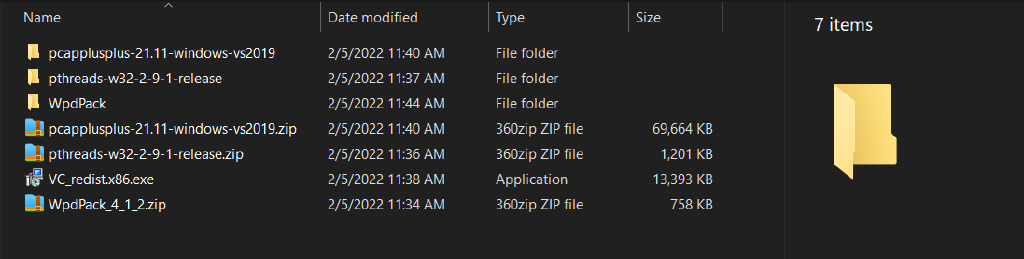 Name Date modified Type Size
7 items
pcapplusplus-21.11-windows-vs2019 2/5/2022 11:40 AM File folder
pthreads-w32-2-9-1-release 2/5/2022 11:37 AM File folder
WpdPack 2/5/2022 11:44 AM File folder
pcapplusplus-21.11-windows-vs2019.zip 2/5/2022 11:40 AM 360zip ZIP file 69,664 KB
pthreads-w32-2-9-1-release.zip 2/5/2022 11:36 AM 360zip ZIP file 1,201 KB
VC_redist.x86.exe 2/5/2022 11:38 AM Application 13,393 KB
WpdPack_4_1_2.zip 2/5/2022 11:34 AM 360zip ZIP file 758 KB